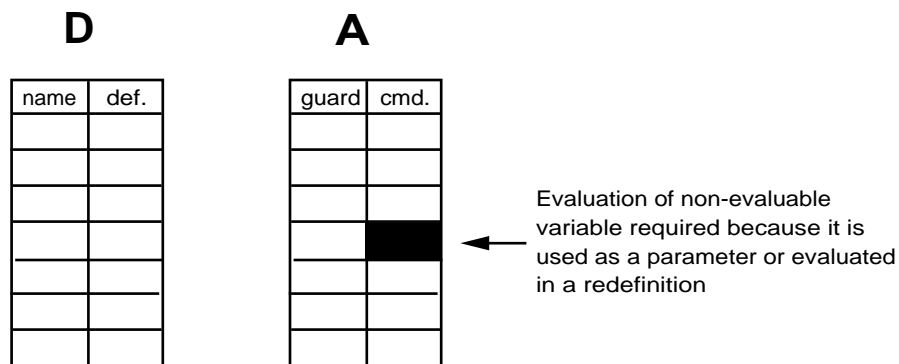 D A
name def. guard cmd.
Evaluation of non-evaluable
variable required because it is
used as a parameter or evaluated
in a redefinition